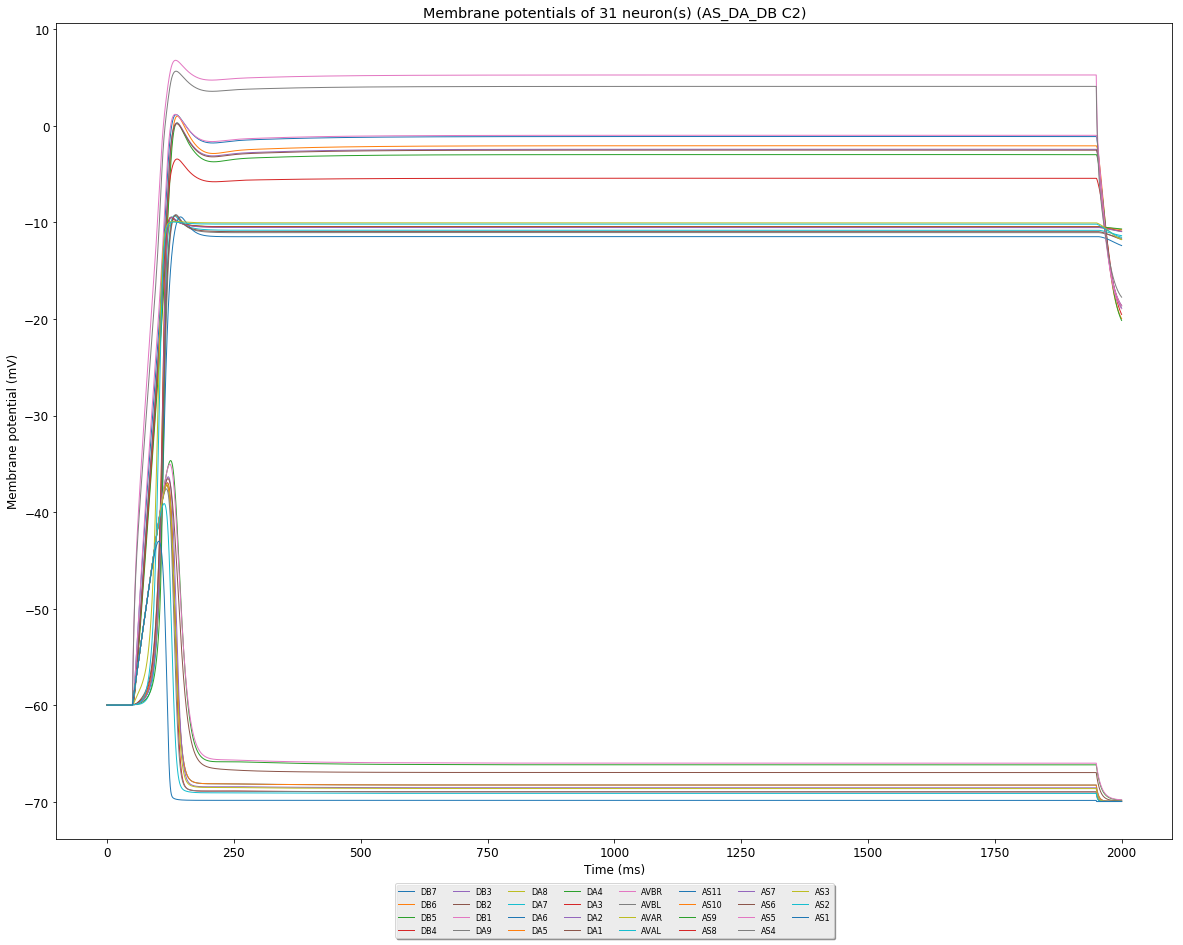 Membrane potentials of 31 neuron(s) (AS_DA_DB C2)
10
0
−10
−20
−30
−40
−50
−60
−70
Membrane potential (mV)
0 250 500 750 1000 1250 1500 1750 2000
Time (ms)
DB7 DB3 DA8 DA4 AVBR AS11 AS7 AS3
DB6 DB2 DA7 DA3 AVBL AS10 AS6 AS2
DB5 DB1 DA6 DA2 AVAR AS9 AS5 AS1
DB4 DA9 DA5 DA1 AVAL AS8 AS4